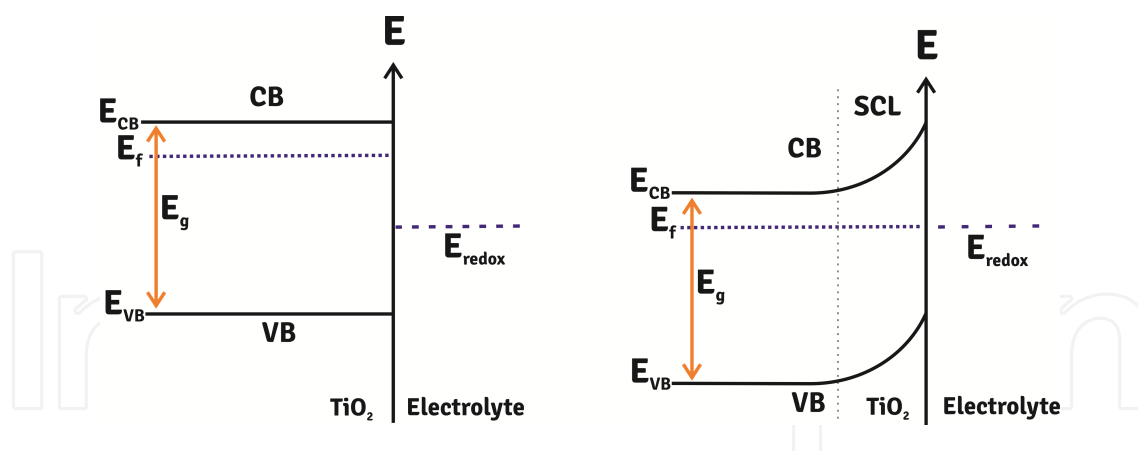 E
CB
E_CB
E_f
E_g
E_redox
E_VB
VB
TiO₂ Electrolyte
E
SCL
CB
E_CB
E_f
E_redox
E_g
E_VB
VB TiO₂ Electrolyte